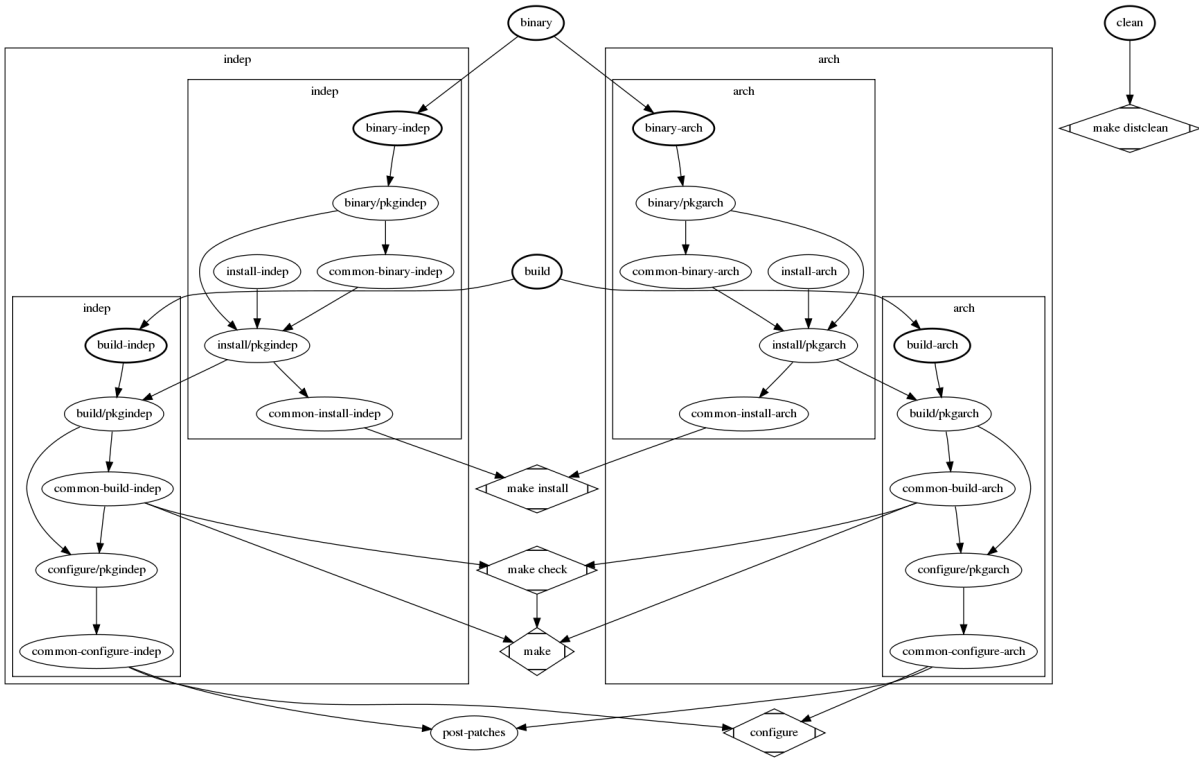 binary
clean
indep
arch
indep
arch
binary-indep
binary-arch
make distclean
binary/pkgindep
binary/pkgarch
install-indep
common-binary-indep
build
common-binary-arch
install-arch
indep
arch
build-indep
install/pkgindep
install/pkgarch
build-arch
build/pkgindep
common-install-indep
common-install-arch
build/pkgarch
common-build-indep
make install
common-build-arch
configure/pkgindep
make check
configure/pkgarch
common-configure-indep
make
common-configure-arch
post-patches
configure